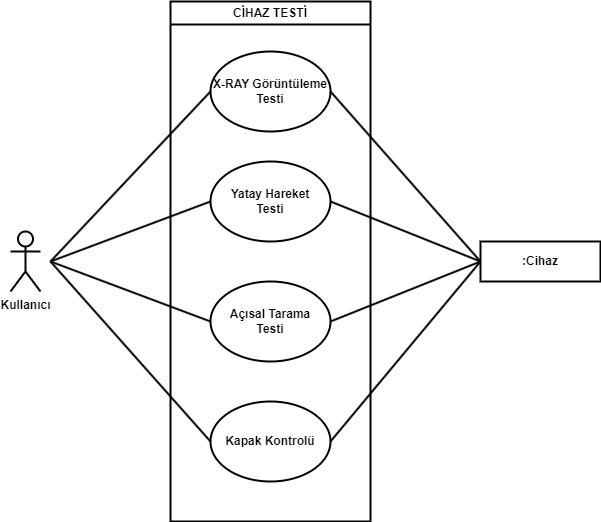 CİHAZ TESTİ
X-RAY Görüntüleme
Testi
Yatay Hareket
Testi
Kullanıcı
:Cihaz
Açısal Tarama
Testi
Kapak Kontrolü